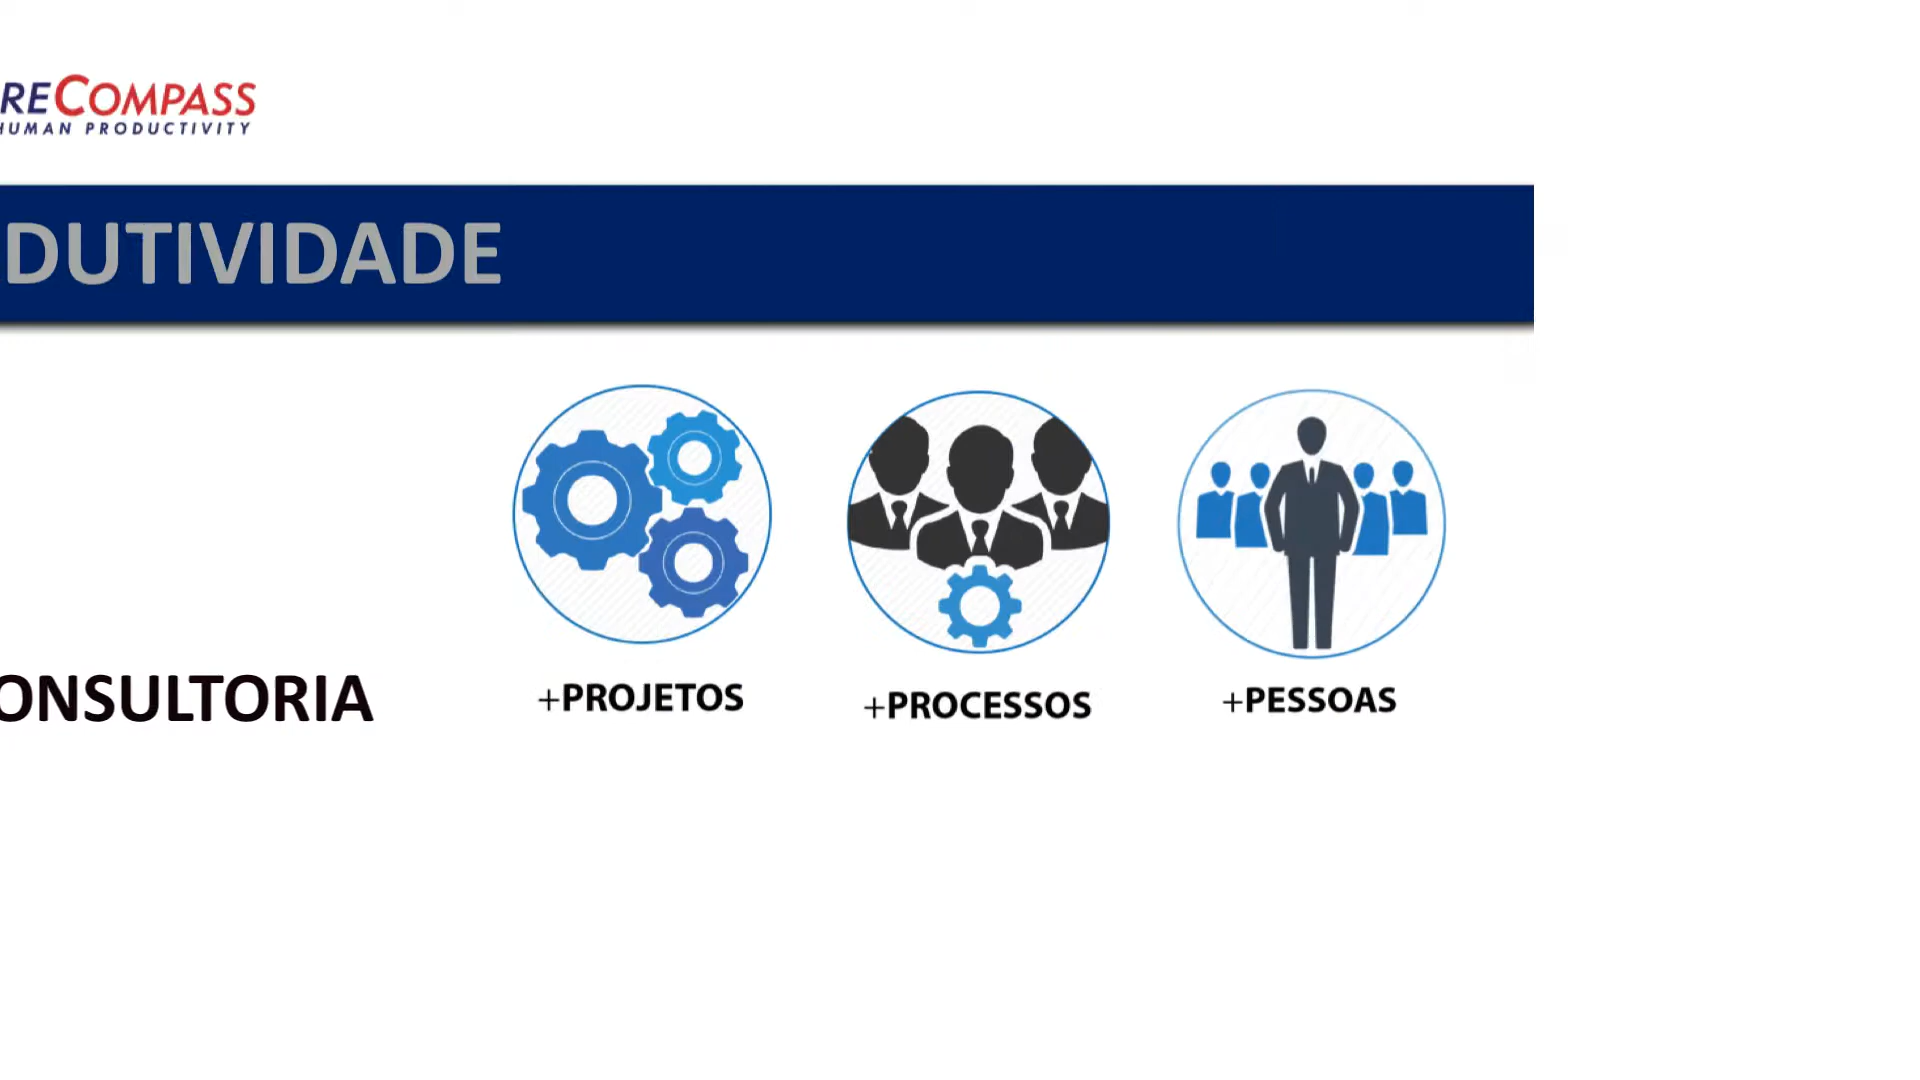 RECOMPASS
HUMAN PRODUCTIVITY
DUTIVIDADE
ONSULTORIA
+PROJETOS
+PROCESSOS
+PESSOAS